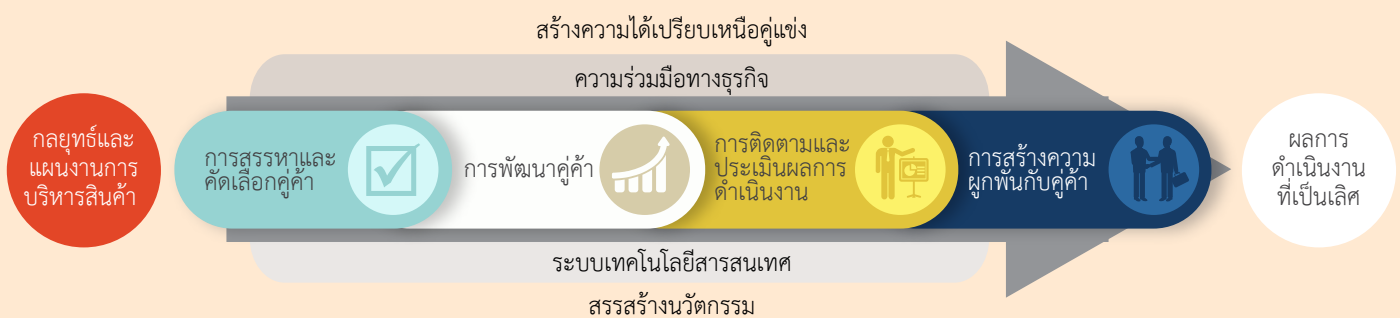 สร้างความได้เปรียบเหนือคู่แข่ง
ความร่วมมือทางธุรกิจ
กลยุทธ์และ
แผนงานการ
บริหารสินค้า
การสรรหาและ
คัดเลือกคู่ค้า
การพัฒนาคู่ค้า
การติดตามและ
ประเมินผลการ
ดำเนินงาน
การสร้างความ
ผูกพันกับคู่ค้า
ผลการ
ดำเนินงาน
ที่เป็นเลิศ
ระบบเทคโนโลยีสารสนเทศ
สรรสร้างนวัตกรรม